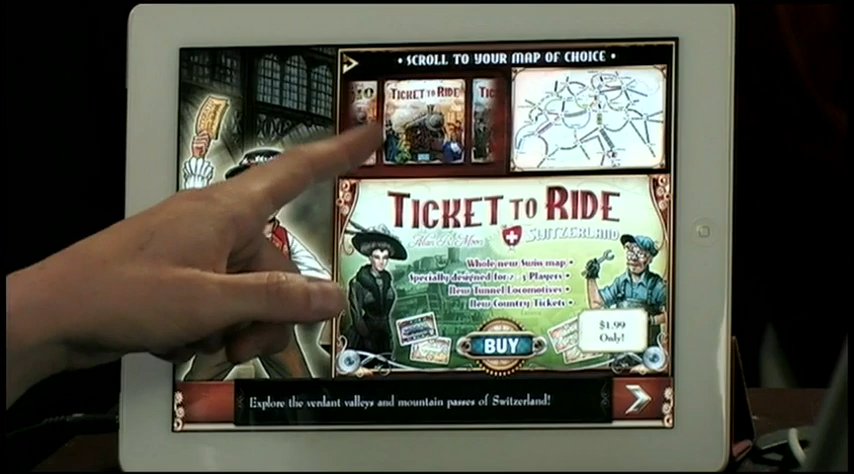 • SCROLL TO YOUR MAP OF CHOICE •
TICKET TO RIDE
TICKET TO RIDE
Alan R. Moon
SWITZERLAND
Whole new Swiss map •
Specially designed for 2 - 3 Players •
New Tunnel Locomotives •
New Country Tickets •
$1.99
Only!
BUY
Explore the verdant valleys and mountain passes of Switzerland!